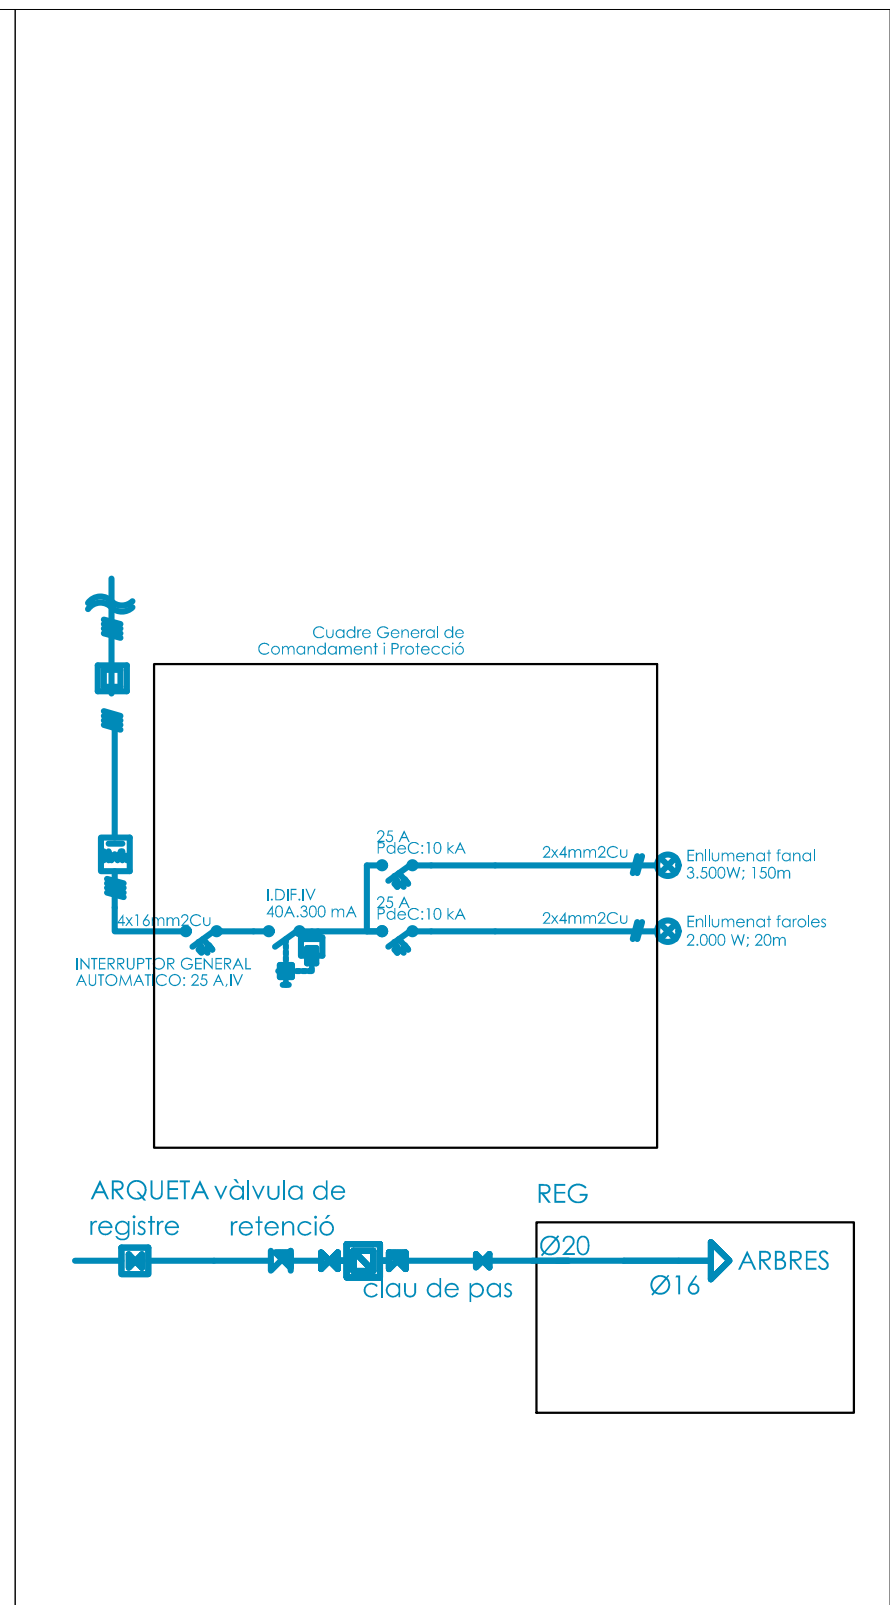 Cuadre General de
Comandament i Protecció
25 A
PdeC:10 kA
2x4mm2Cu
Enllumenat fanal
3.500W; 150m
I.DIF.IV
40A.300 mA
25 A
PdeC:10 kA
2x4mm2Cu
Enllumenat faroles
2.000 W; 20m
4x16mm2Cu
INTERRUPTOR GENERAL
AUTOMATICO: 25 A,IV
ARQUETA
registre
vàlvula de
retenció
clau de pas
REG
Ø20
Ø16
ARBRES